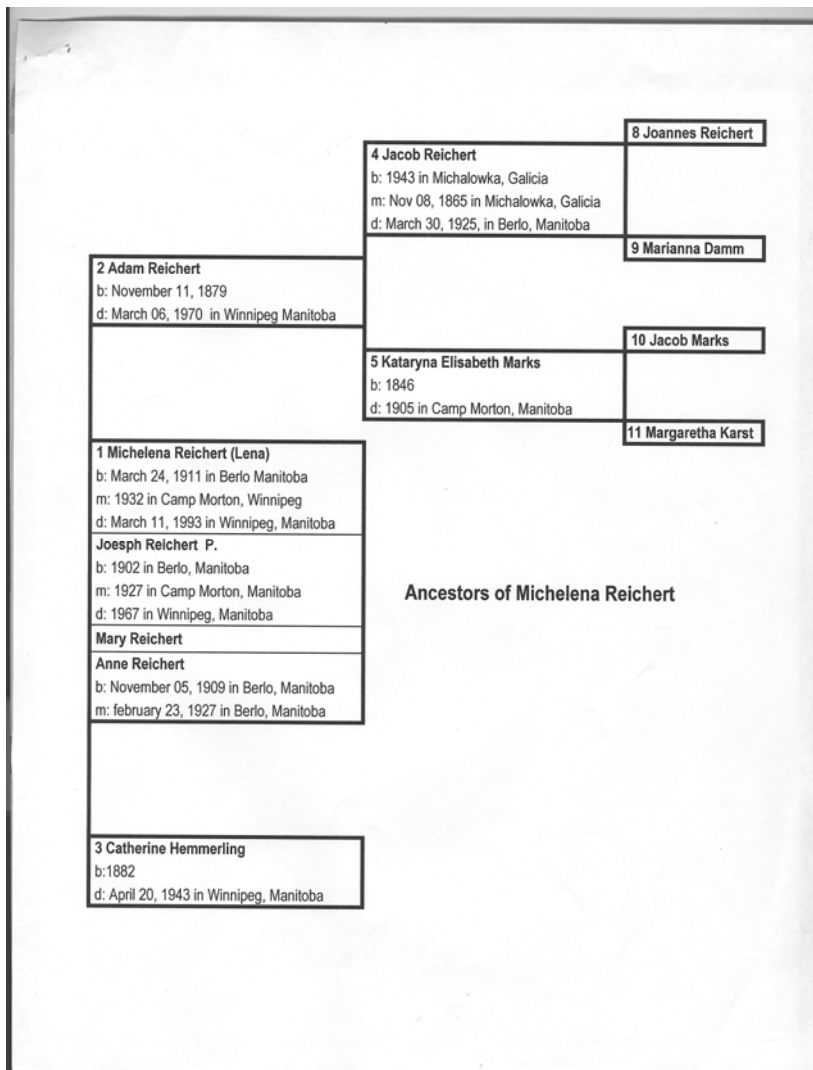 8 Joannes Reichert
4 Jacob Reichert
b: 1943 in Michalowka, Galicia
m: Nov 08, 1865 in Michalowka, Galicia
d: March 30, 1925, in Berlo, Manitoba
9 Marianna Damm
2 Adam Reichert
b: November 11, 1879
d: March 06, 1970 in Winnipeg Manitoba
10 Jacob Marks
5 Kataryna Elisabeth Marks
b: 1846
d: 1905 in Camp Morton, Manitoba
11 Margaretha Karst
1 Michelena Reichert (Lena)
b: March 24, 1911 in Berlo Manitoba
m: 1932 in Camp Morton, Winnipeg
d: March 11, 1993 in Winnipeg, Manitoba
Joesph Reichert P.
b: 1902 in Berlo, Manitoba
m: 1927 in Camp Morton, Manitoba
d: 1967 in Winnipeg, Manitoba
Ancestors of Michelena Reichert
Mary Reichert
Anne Reichert
b: November 05, 1909 in Berlo, Manitoba
m: february 23, 1927 in Berlo, Manitoba
3 Catherine Hemmerling
b:1882
d: April 20, 1943 in Winnipeg, Manitoba